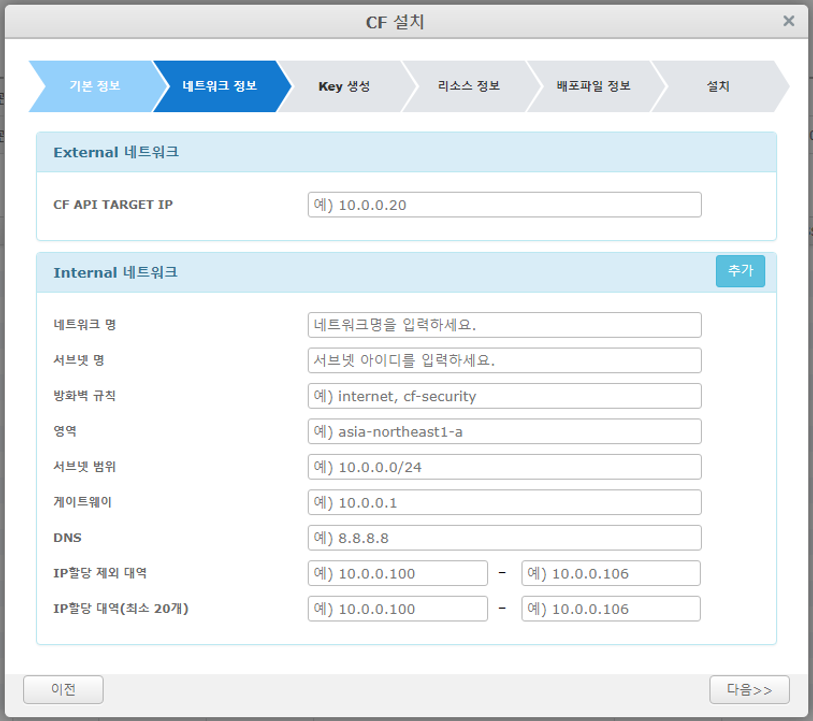 CF 설치
×
기본 정보 네트워크 정보 Key 생성 리소스 정보 배포파일 정보 설치
External 네트워크
CF API TARGET IP 예) 10.0.0.20
Internal 네트워크 추가
네트워크 명 네트워크명을 입력하세요.
서브넷 명 서브넷 아이디를 입력하세요.
방화벽 규칙 예) internet, cf-security
영역 예) asia-northeast1-a
서브넷 범위 예) 10.0.0.0/24
게이트웨이 예) 10.0.0.1
DNS 예) 8.8.8.8
IP할당 제외 대역 예) 10.0.0.100 – 예) 10.0.0.106
IP할당 대역(최소 20개) 예) 10.0.0.100 – 예) 10.0.0.106
이전 다음>>